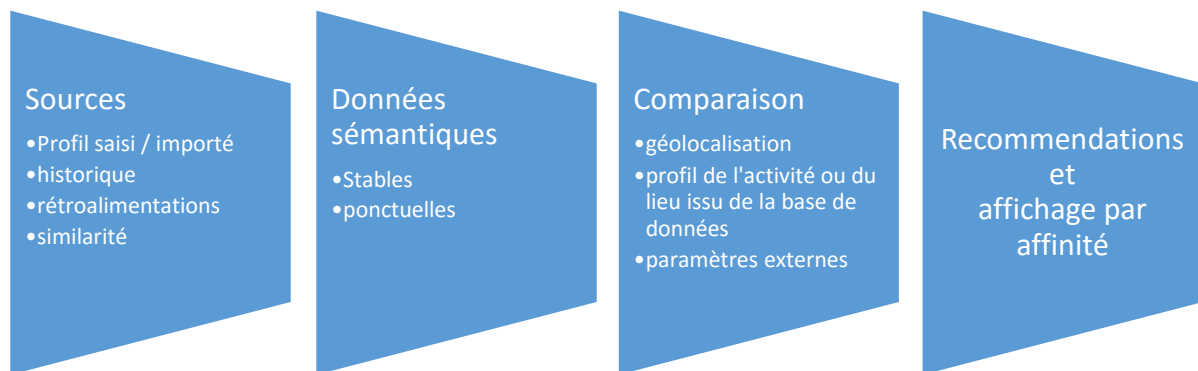 Sources
•Profil saisi / importé
•historique
•rétroalimentations
•similarité
Données
sémantiques
•Stables
•ponctuelles
Comparaison
•géolocalisation
•profil de l'activité ou du
lieu issu de la base de
données
•paramètres externes
Recommendations
et
affichage par
affinité